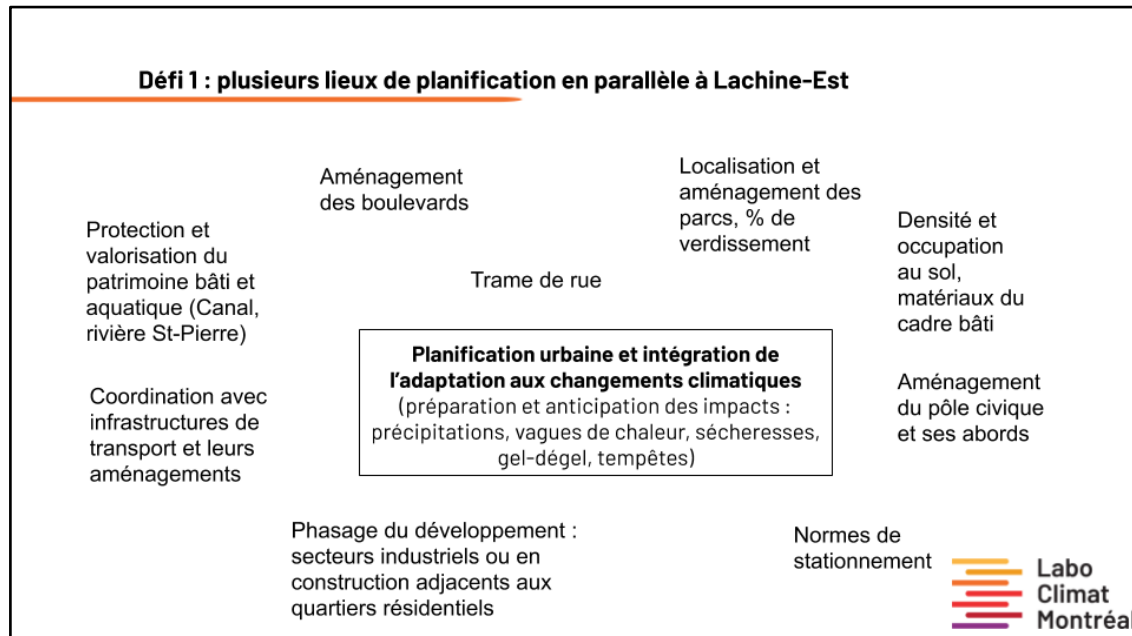 Défi 1 : plusieurs lieux de planification en parallèle à Lachine-Est
Aménagement
des boulevards
Localisation et
aménagement des
parcs, % de
verdissement
Protection et
valorisation du
patrimoine bâti et
aquatique (Canal,
rivière St-Pierre)
Densité et
occupation
au sol,
matériaux du
cadre bâti
Trame de rue
Planification urbaine et intégration de
l’adaptation aux changements climatiques
(préparation et anticipation des impacts :
précipitations, vagues de chaleur, sécheresses,
gel-dégel, tempêtes)
Coordination avec
infrastructures de
transport et leurs
aménagements
Aménagement
du pôle civique
et ses abords
Phasage du développement :
secteurs industriels ou en
construction adjacents aux
quartiers résidentiels
Normes de
stationnement
Labo
Climat
Montréal